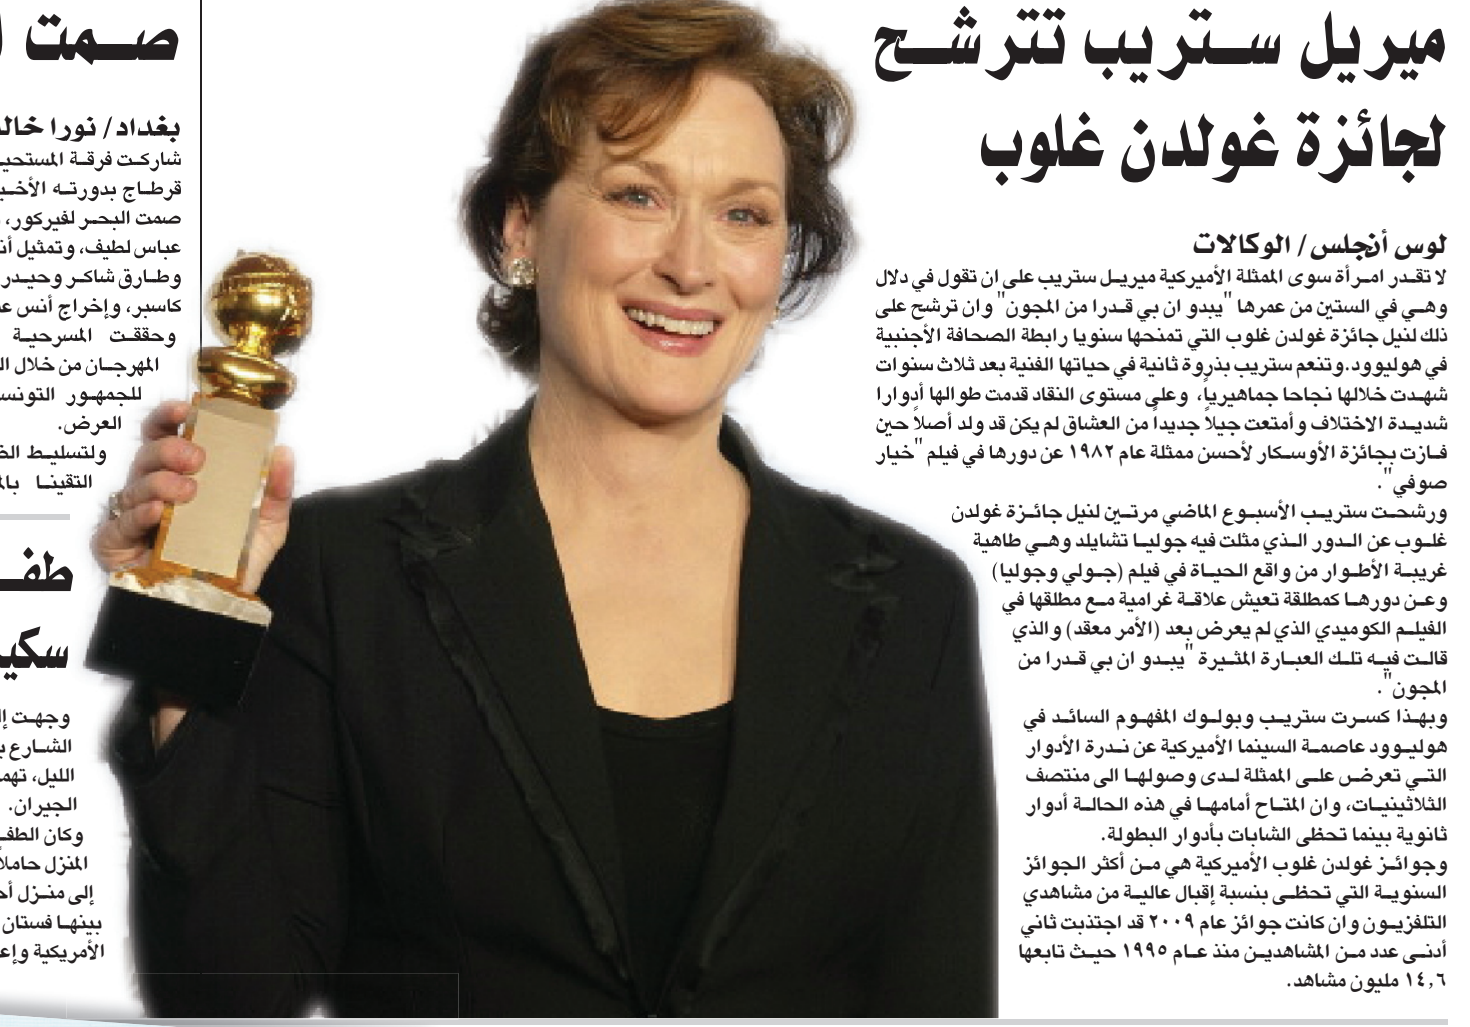 ميريل ستريب تترشح
لجائزة غولدن غلوب
لوس أنجلس/ الوكالات
لا تقدر امرأة سوى الممثلة الأميركية ميريل ستريب على ان تقول في دلال
وهي في الستين من عمرها "يبدو ان بي قدرا من المجون" وان ترشح على
ذلك لنيل جائزة غولدن غلوب التي تمنحها سنويا رابطة الصحافة الأجنبية
في هوليوود.وتنعم ستريب بذروة ثانية في حياتها الفنية بعد ثلاث سنوات
شهدت خلالها نجاحا جماهيرياً، وعلى مستوى النقاد قدمت طوالها أدوارا
شديدة الاختلاف وأمتعت جيلاً جديداً من العشاق لم يكن قد ولد أصلاً حين
فازت بجائزة الأوسكار لأحسن ممثلة عام ١٩٨٢ عن دورها في فيلم "خيار
صوفي".
ورشحت ستريب الأسبوع الماضي مرتين لنيل جائزة غولدن
غلوب عن الدور الذي مثلت فيه جوليا تشايلد وهي طاهية
غريبة الأطوار من واقع الحياة في فيلم (جولي وجوليا)
وعن دورها كمطلقة تعيش علاقة غرامية مع مطلقها في
الفيلم الكوميدي الذي لم يعرض بعد (الأمر معقد) والذي
قالت فيه تلك العبارة المثيرة "يبدو ان بي قدرا من
المجون".
وبهذا كسرت ستريب وبولوك المفهوم السائد في
هوليوود عاصمة السينما الأميركية عن ندرة الأدوار
التي تعرض على الممثلة لدى وصولها الى منتصف
الثلاثينيات، وان المتاح أمامها في هذه الحالة أدوار
ثانوية بينما تحظى الشابات بأدوار البطولة.
وجوائز غولدن غلوب الأميركية هي من أكثر الجوائز
السنوية التي تحظى بنسبة إقبال عالية من مشاهدي
التلفزيون وان كانت جوائز عام ٢٠٠٩ قد اجتذبت ثاني
أدنى عدد من المشاهدين منذ عام ١٩٩٥ حيث تابعها
١٤,٦ مليون مشاهد.
صمت
بغداد/ نورا
شاركت فرقة
قرطاج بدورته
صمت البحر لفيركور،
عباس لطيف، وتمثيل
وطارق شاكر وحيدر
كاسبر، وإخراج أنس
وحققت المسرحية
المهرجان من خلال
للجمهور
العرض.
ولتسليط
التقينا
وجهت
الشارع
الليل،
الجيران.
وكان
المنزل حاملاً
إلى منزل
بينها فستان
الأمريكية